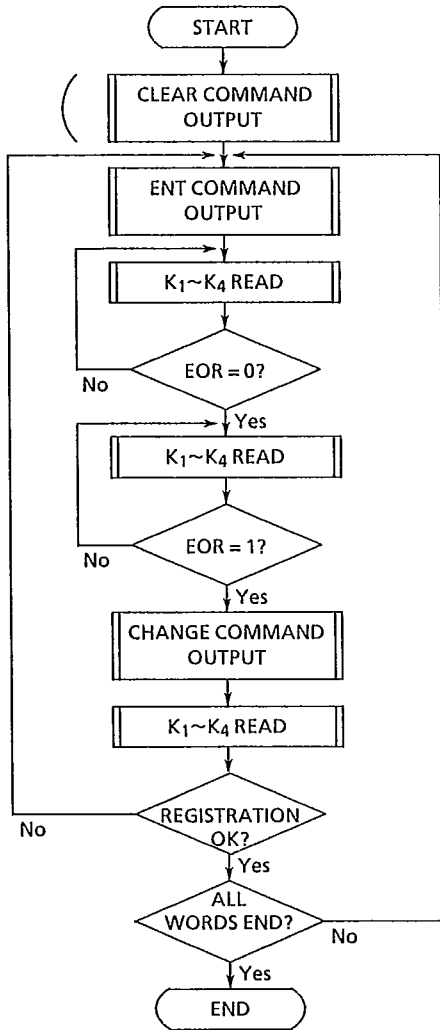 START
CLEAR COMMAND
OUTPUT
ENT COMMAND
OUTPUT
K₁~K₄ READ
EOR = 0?
No
Yes
K₁~K₄ READ
EOR = 1?
No
Yes
CHANGE COMMAND
OUTPUT
K₁~K₄ READ
REGISTRATION
OK?
No
Yes
ALL
WORDS END?
No
Yes
END